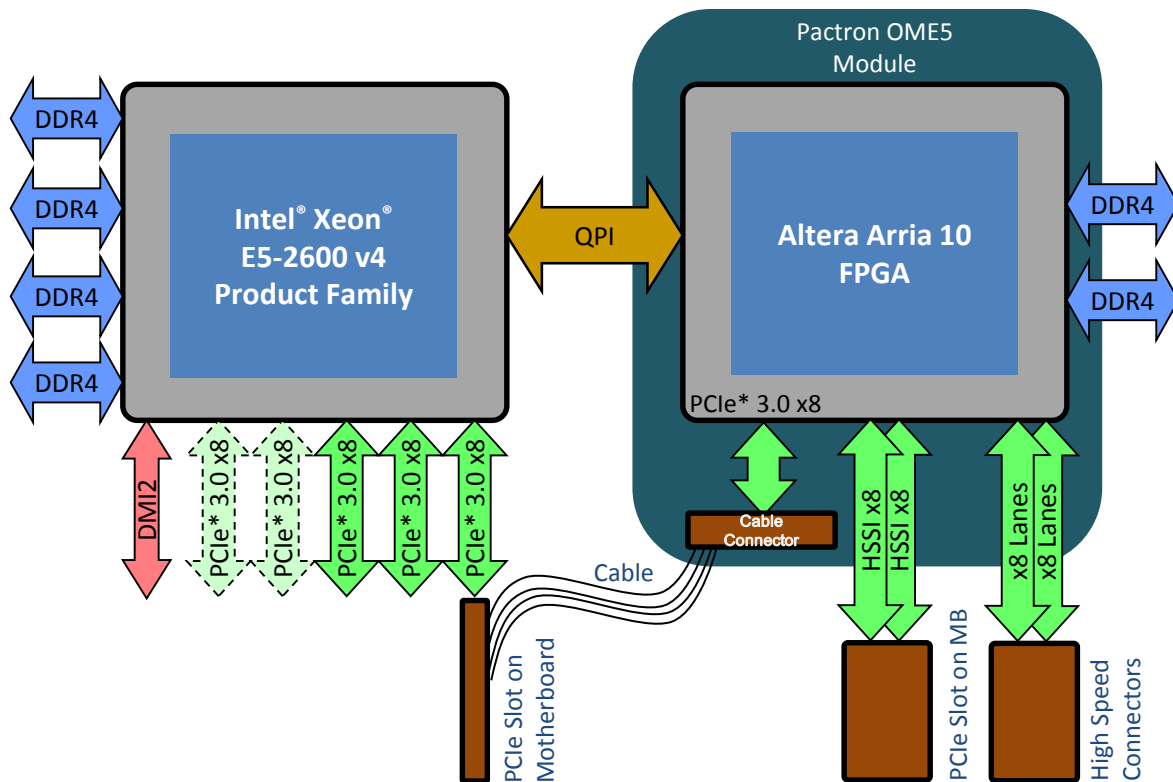 Pactron OME5
Module
DDR4
DDR4
DDR4
DDR4
Intel® Xeon®
E5-2600 v4
Product Family
QPI
Altera Arria 10
FPGA
DDR4
DDR4
PCIe* 3.0 x8
DMI2
PCIe* 3.0 x8
PCIe* 3.0 x8
PCIe* 3.0 x8
PCIe* 3.0 x8
PCIe* 3.0 x8
Cable
Connector
HSSI x8
HSSI x8
x8 Lanes
x8 Lanes
Cable
PCIe Slot on
Motherboard
PCIe Slot on MB
High Speed
Connectors